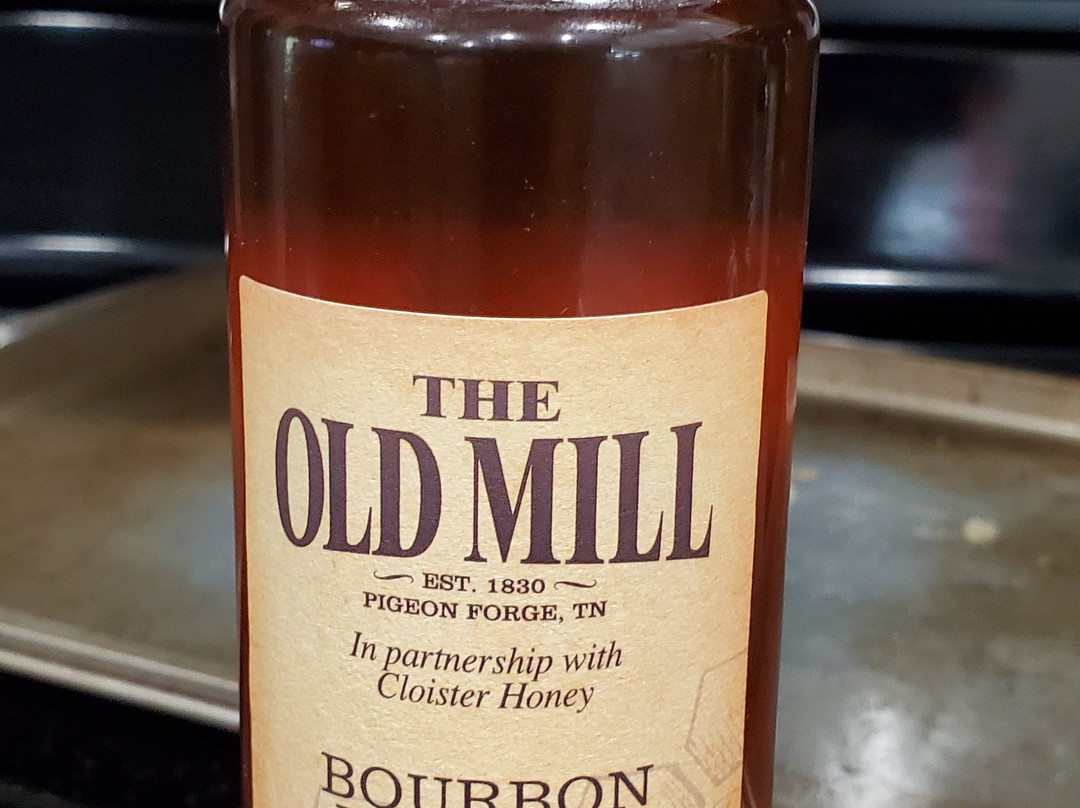 THE
OLD MILL
EST. 1830
PIGEON FORGE, TN
In partnership with
Cloister Honey
BOURBON